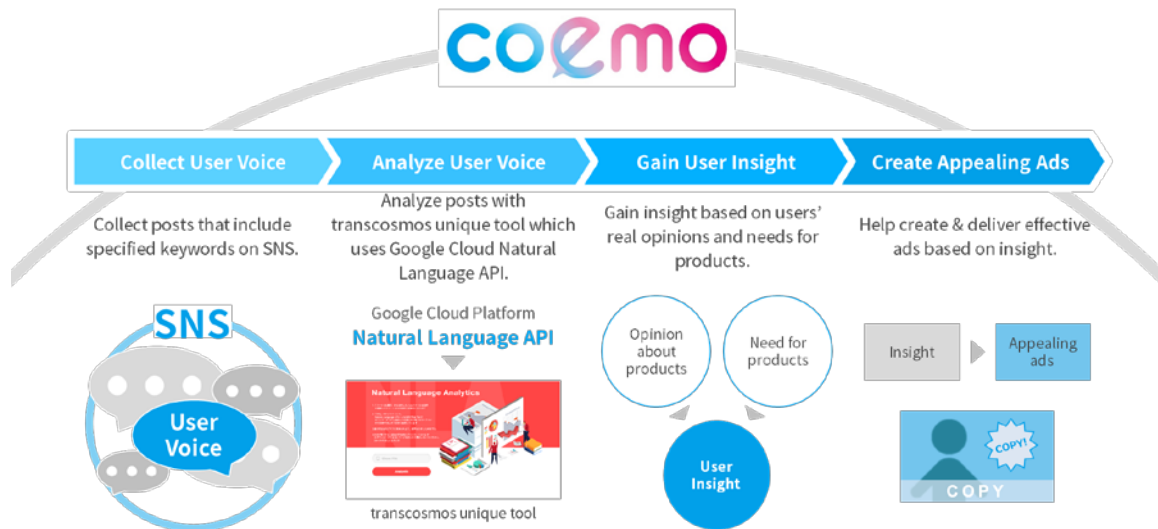 coemo
Collect User Voice
Analyze User Voice
Gain User Insight
Create Appealing Ads
Collect posts that include
specified keywords on SNS.
Analyze posts with
transcosmos unique tool which
uses Google Cloud Natural
Language API.
Gain insight based on users'
real opinions and needs for
products.
Help create & deliver effective
ads based on insight.
SNS
User
Voice
Google Cloud Platform
Natural Language API
Natural Language Analytics
transcosmos unique tool
Opinion
about
products
Need for
products
User
Insight
Insight
Appealing
ads
COPY!
COPY